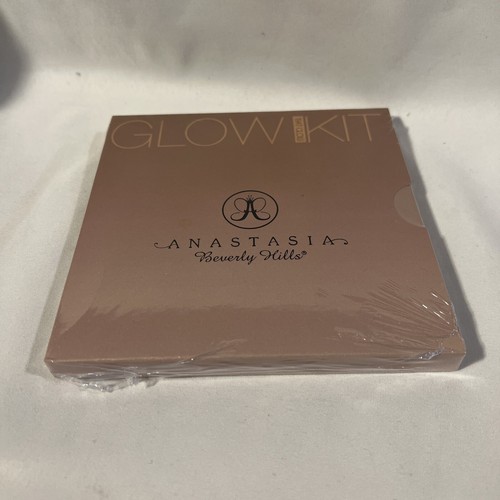 GLOW KIT
A
ANASTASIA
Beverly Hills®